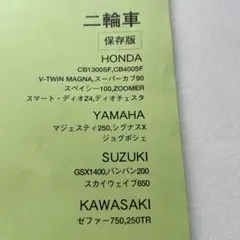 二輪車
保存版
HONDA
CB1300SF,CB400SF
V-TWIN MAGNA,スーパーカブ90
スペイシー100,ZOOMER
スマート・ディオZ4,ディオチェスタ
YAMAHA
マジェスティ250,シグナスX
ジョグポシェ
SUZUKI
GSX1400,バンバン200
スカイウェイブ650
KAWASAKI
ゼファー750,250TR